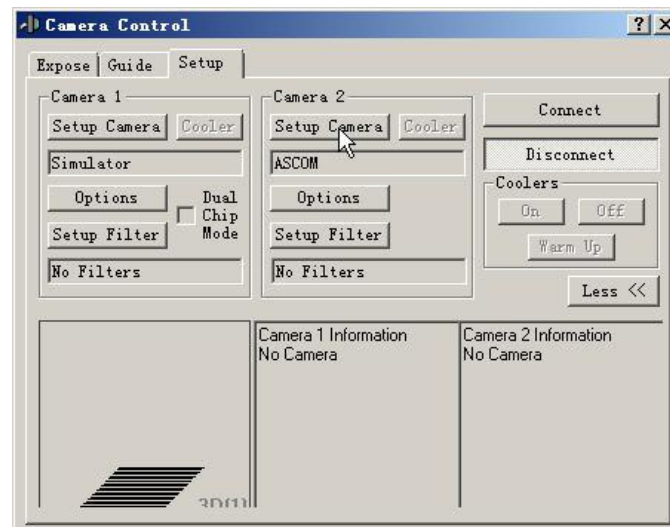 Camera Control
Expose Guide Setup
Camera 1
Setup Camera Cooler
Simulator
Options
Dual Chip Mode
Setup Filter
No Filters
Camera 2
Setup Camera Cooler
ASCOM
Options
Setup Filter
No Filters
Connect
Disconnect
Coolers
On Off
Warm Up
Less <<
Camera 1 Information
No Camera
Camera 2 Information
No Camera